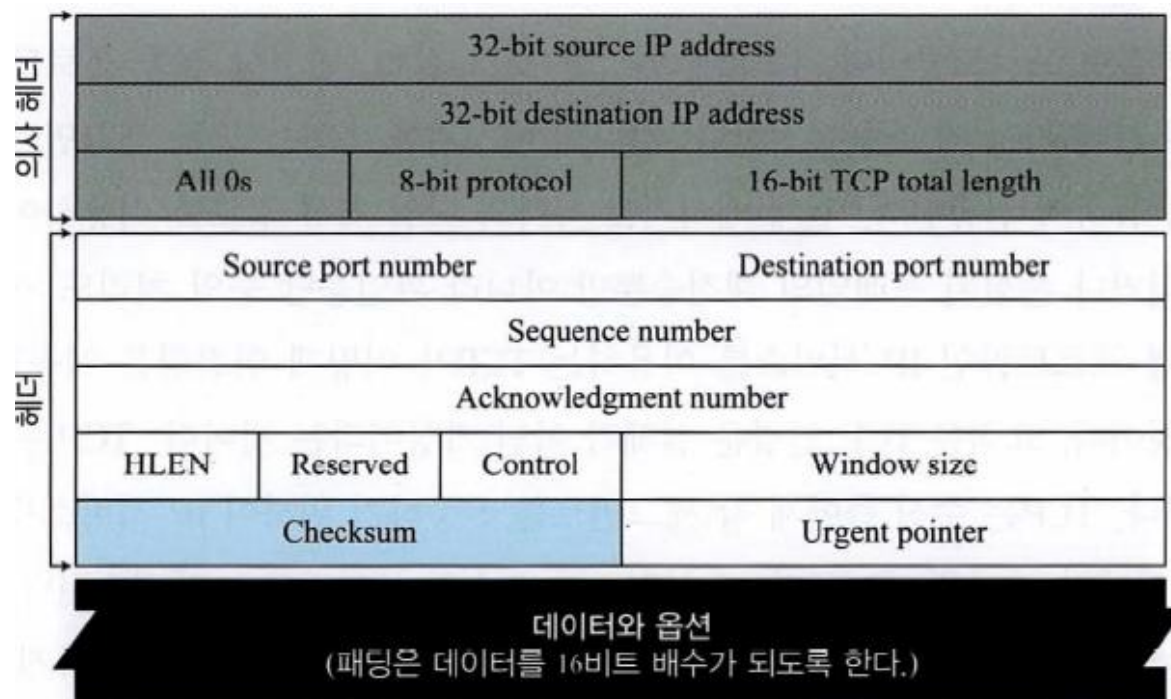 의사 헤더
32-bit source IP address
32-bit destination IP address
All 0s 8-bit protocol 16-bit TCP total length
헤더
Source port number Destination port number
Sequence number
Acknowledgment number
HLEN Reserved Control Window size
Checksum Urgent pointer
데이터와 옵션
(패딩은 데이터를 16비트 배수가 되도록 한다.)